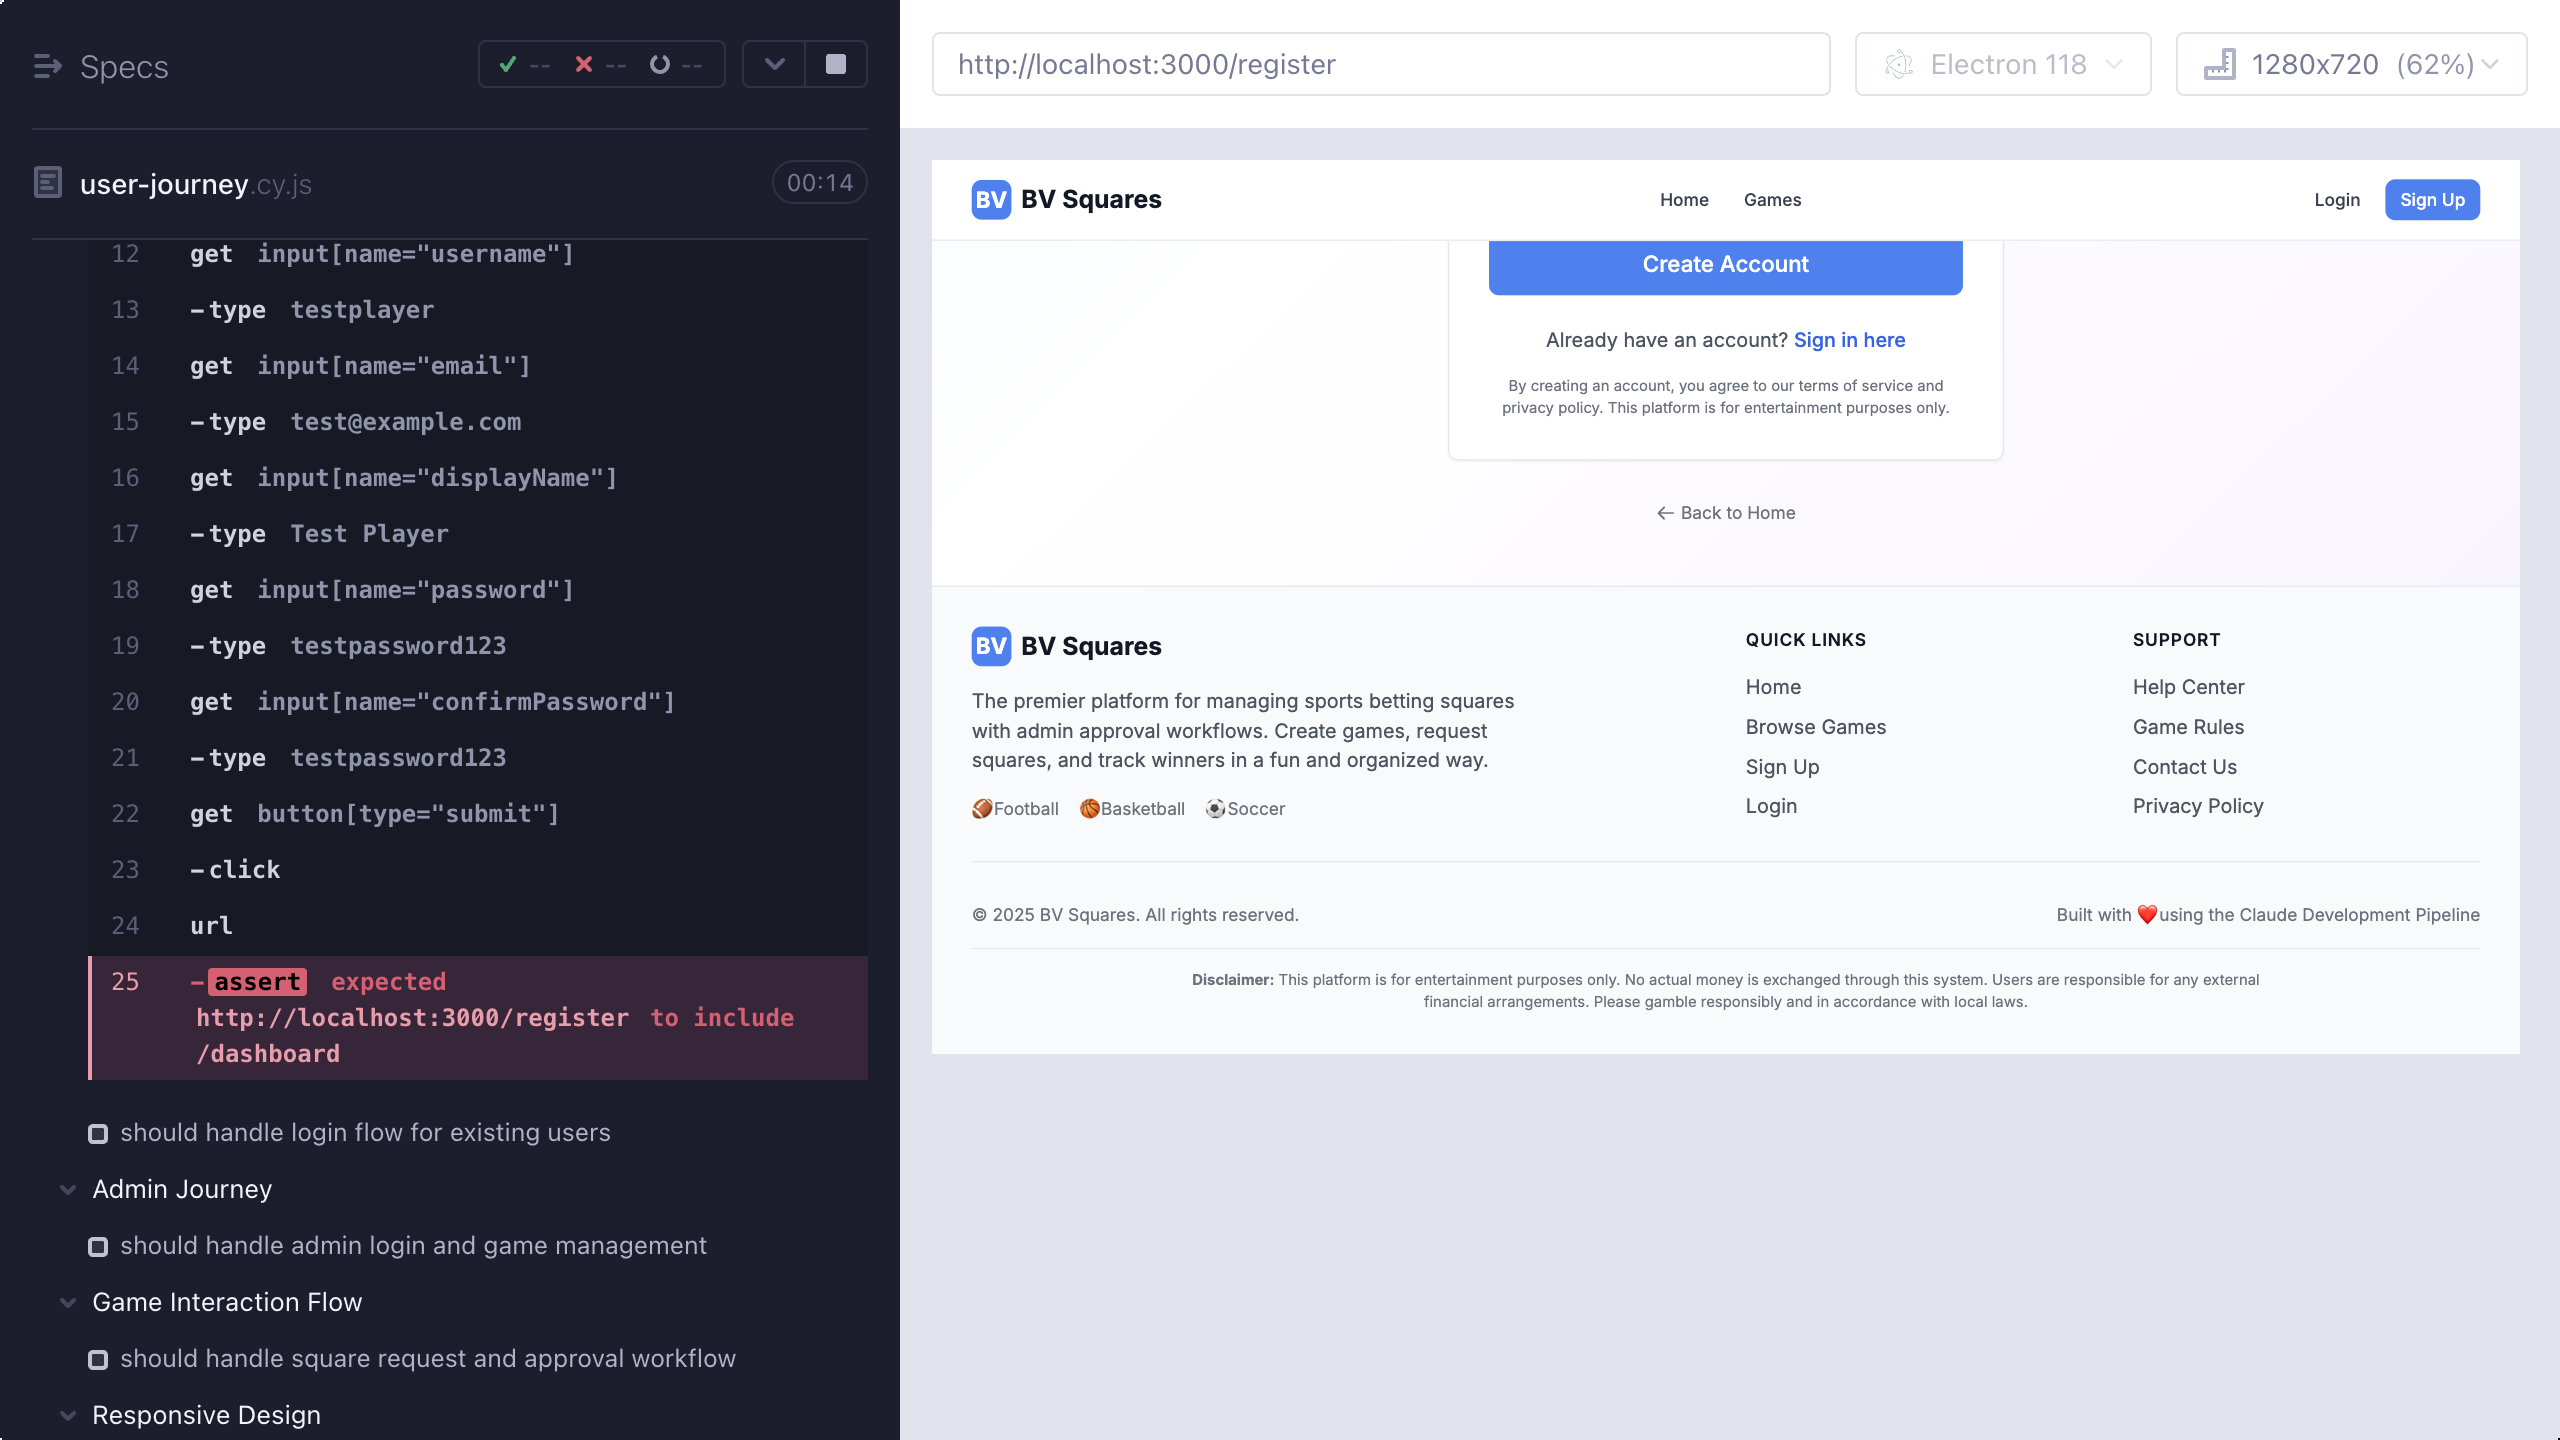 Specs
-- -- --
user-journey.cy.js 00:14
12 get input[name="username"]
13 -type testplayer
14 get input[name="email"]
15 -type test@example.com
16 get input[name="displayName"]
17 -type Test Player
18 get input[name="password"]
19 -type testpassword123
20 get input[name="confirmPassword"]
21 -type testpassword123
22 get button[type="submit"]
23 -click
24 url
25 -assert expected
http://localhost:3000/register to include
/dashboard
should handle login flow for existing users
Admin Journey
should handle admin login and game management
Game Interaction Flow
should handle square request and approval workflow
Responsive Design
http://localhost:3000/register
Electron 118
1280x720 (62%)
BV BV Squares
Home Games
Login Sign Up
Create Account
Already have an account? Sign in here
By creating an account, you agree to our terms of service and
privacy policy. This platform is for entertainment purposes only.
← Back to Home
BV BV Squares
The premier platform for managing sports betting squares
with admin approval workflows. Create games, request
squares, and track winners in a fun and organized way.
🏈Football 🏀Basketball ⚽Soccer
QUICK LINKS
Home
Browse Games
Sign Up
Login
SUPPORT
Help Center
Game Rules
Contact Us
Privacy Policy
© 2025 BV Squares. All rights reserved.
Built with ❤️using the Claude Development Pipeline
Disclaimer: This platform is for entertainment purposes only. No actual money is exchanged through this system. Users are responsible for any external
financial arrangements. Please gamble responsibly and in accordance with local laws.